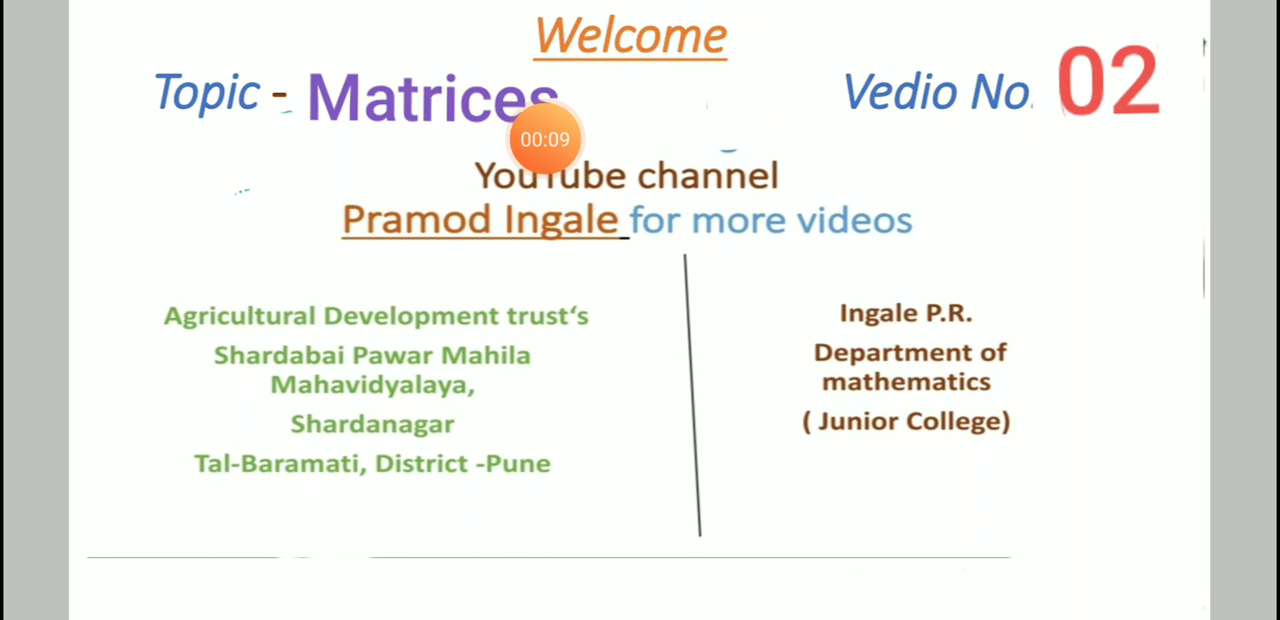 Welcome
Topic - Matrices
Vedio No. 02
00:09
YouTube channel
Pramod Ingale for more videos
Agricultural Development trust‘s
Shardabai Pawar Mahila
Mahavidyalaya,
Shardanagar
Tal-Baramati, District -Pune
Ingale P.R.
Department of
mathematics
( Junior College)